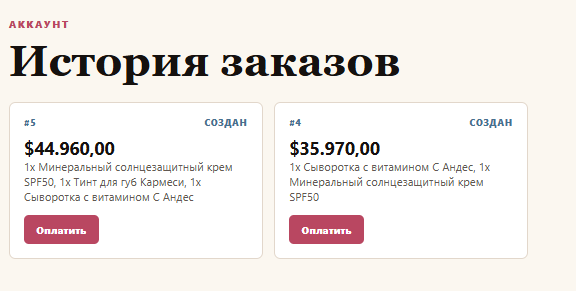 АККАУНТ
История заказов
#5 СОЗДАН
$44.960,00
1x Минеральный солнцезащитный крем
SPF50, 1x Тинт для губ Кармеси, 1x
Сыворотка с витамином C Андес
Оплатить
#4 СОЗДАН
$35.970,00
1x Сыворотка с витамином C Андес, 1x
Минеральный солнцезащитный крем
SPF50
Оплатить